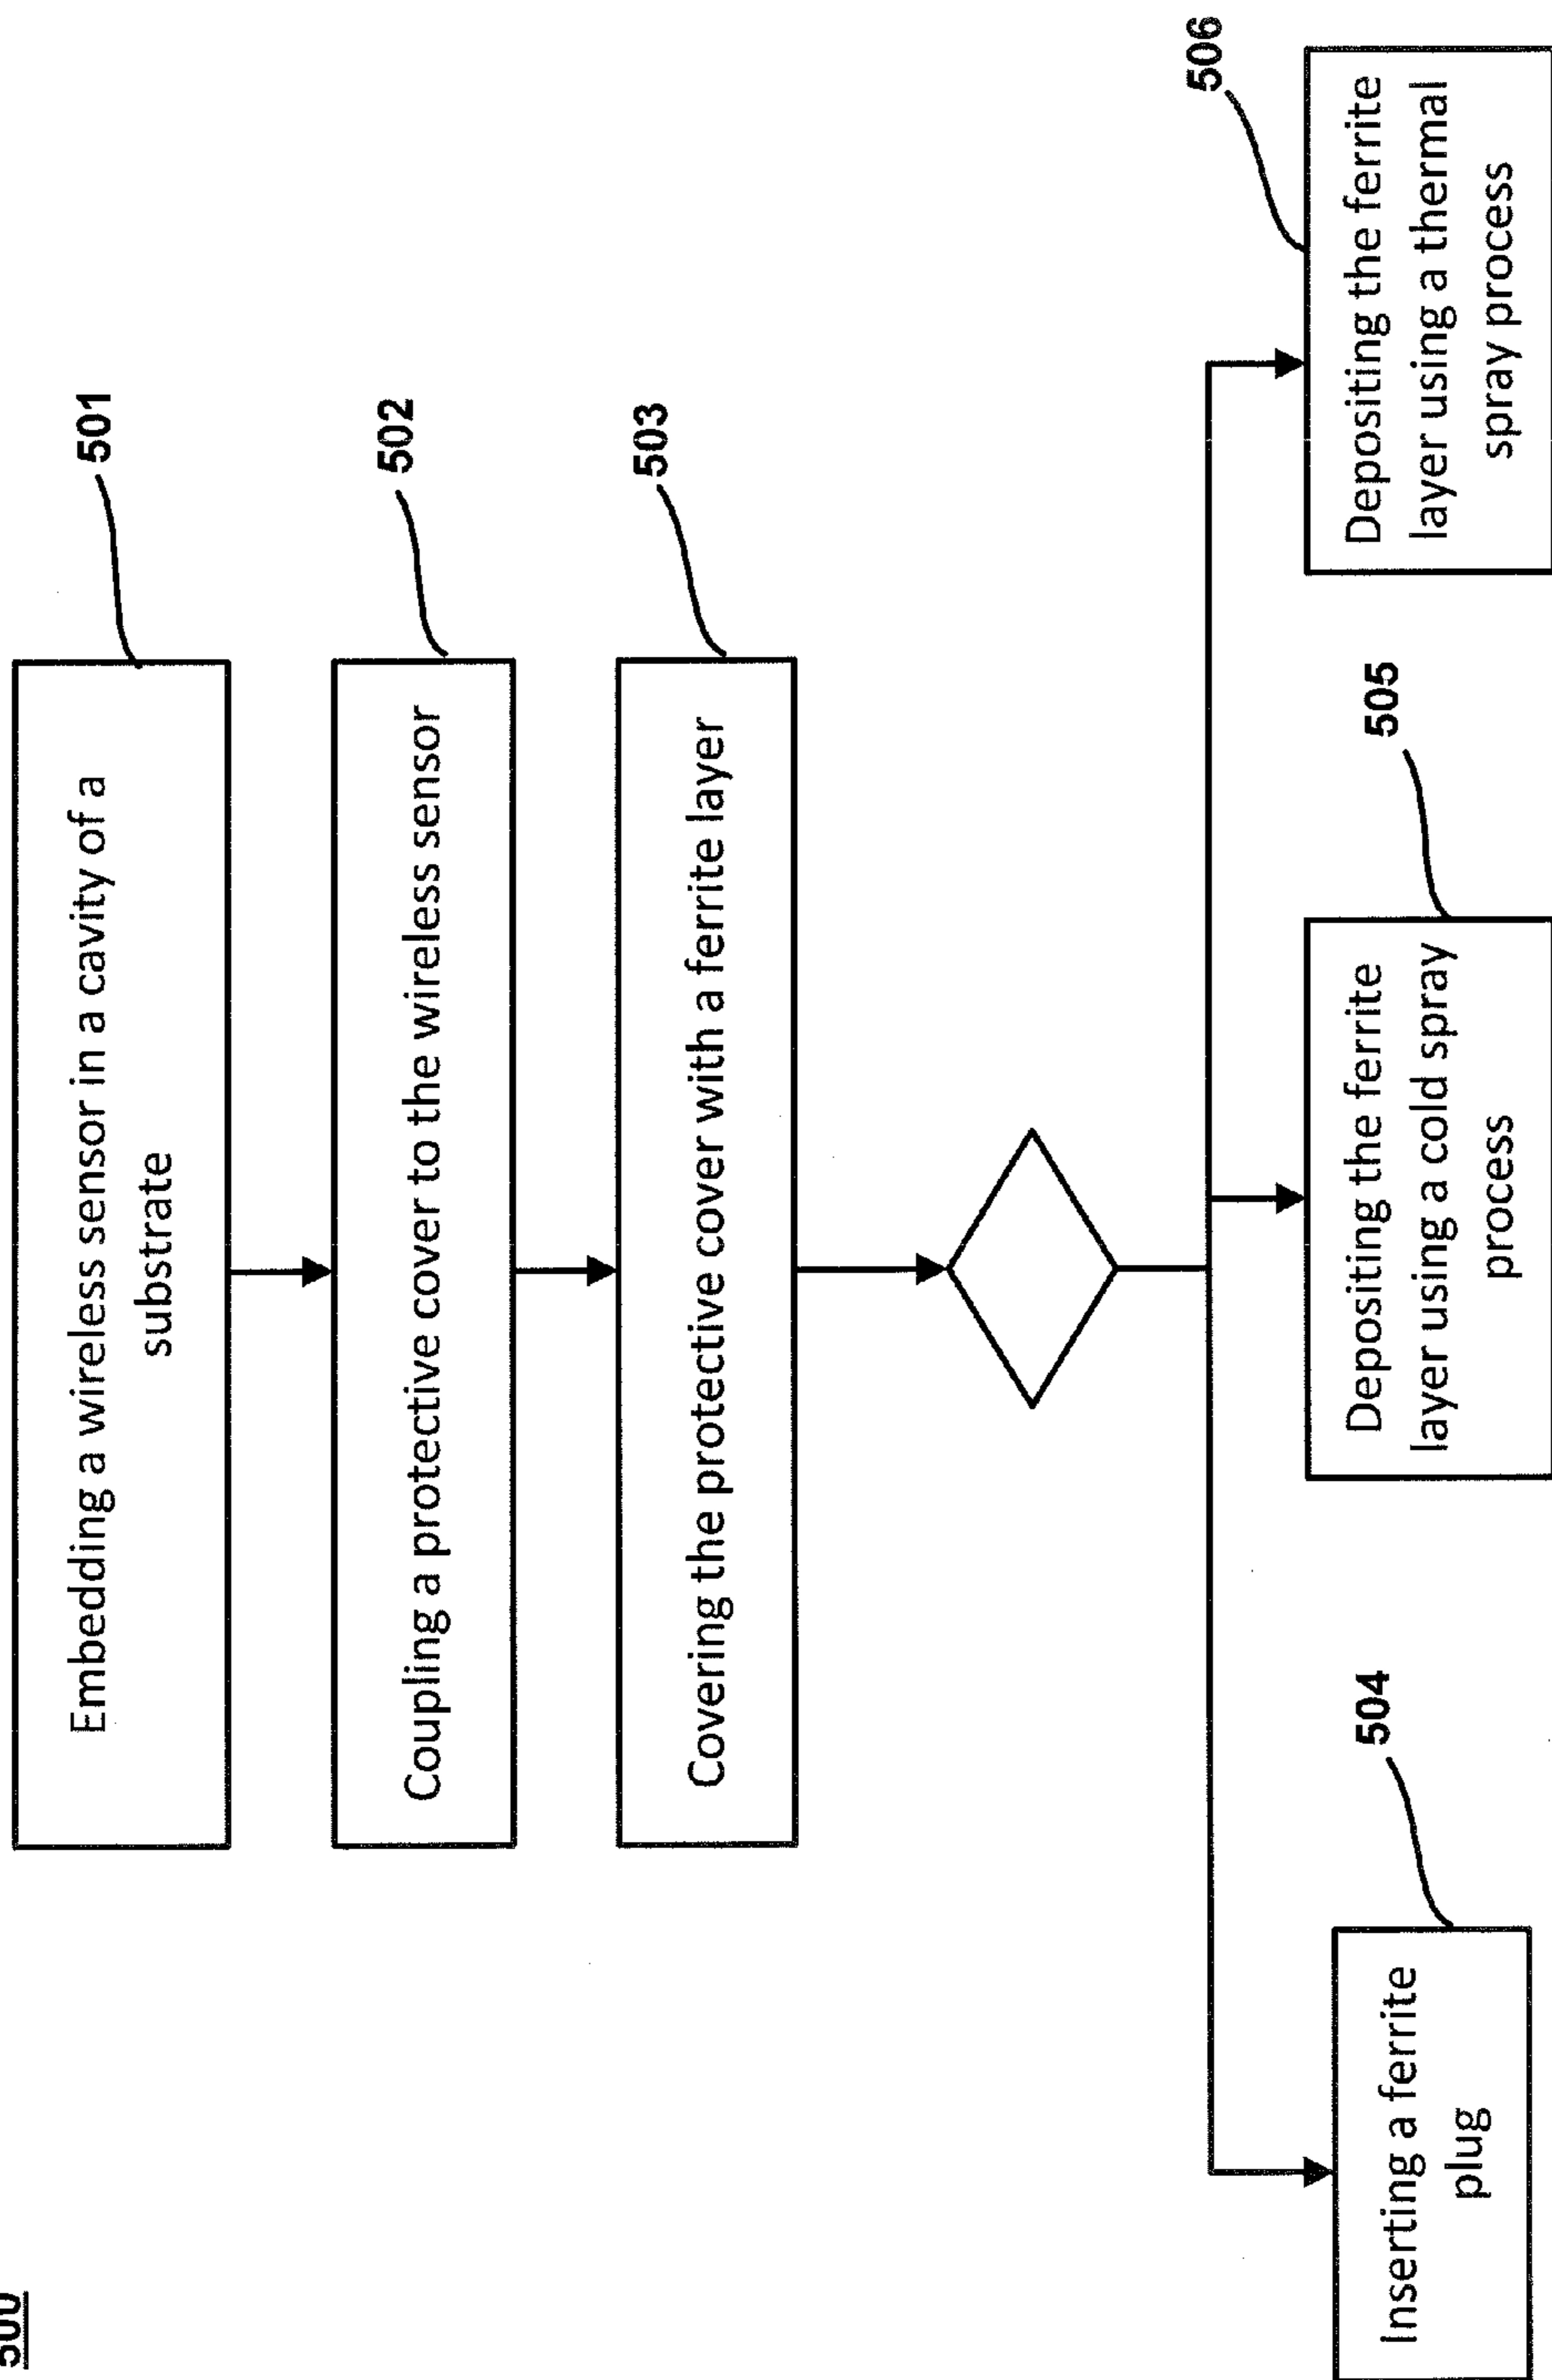 500
Embedding a wireless sensor in a cavity of a
substrate
501
Coupling a protective cover to the wireless sensor
502
Covering the protective cover with a ferrite layer
503
Inserting a ferrite
plug
504
Depositing the ferrite
layer using a cold spray
process
505
Depositing the ferrite
layer using a thermal
spray process
506